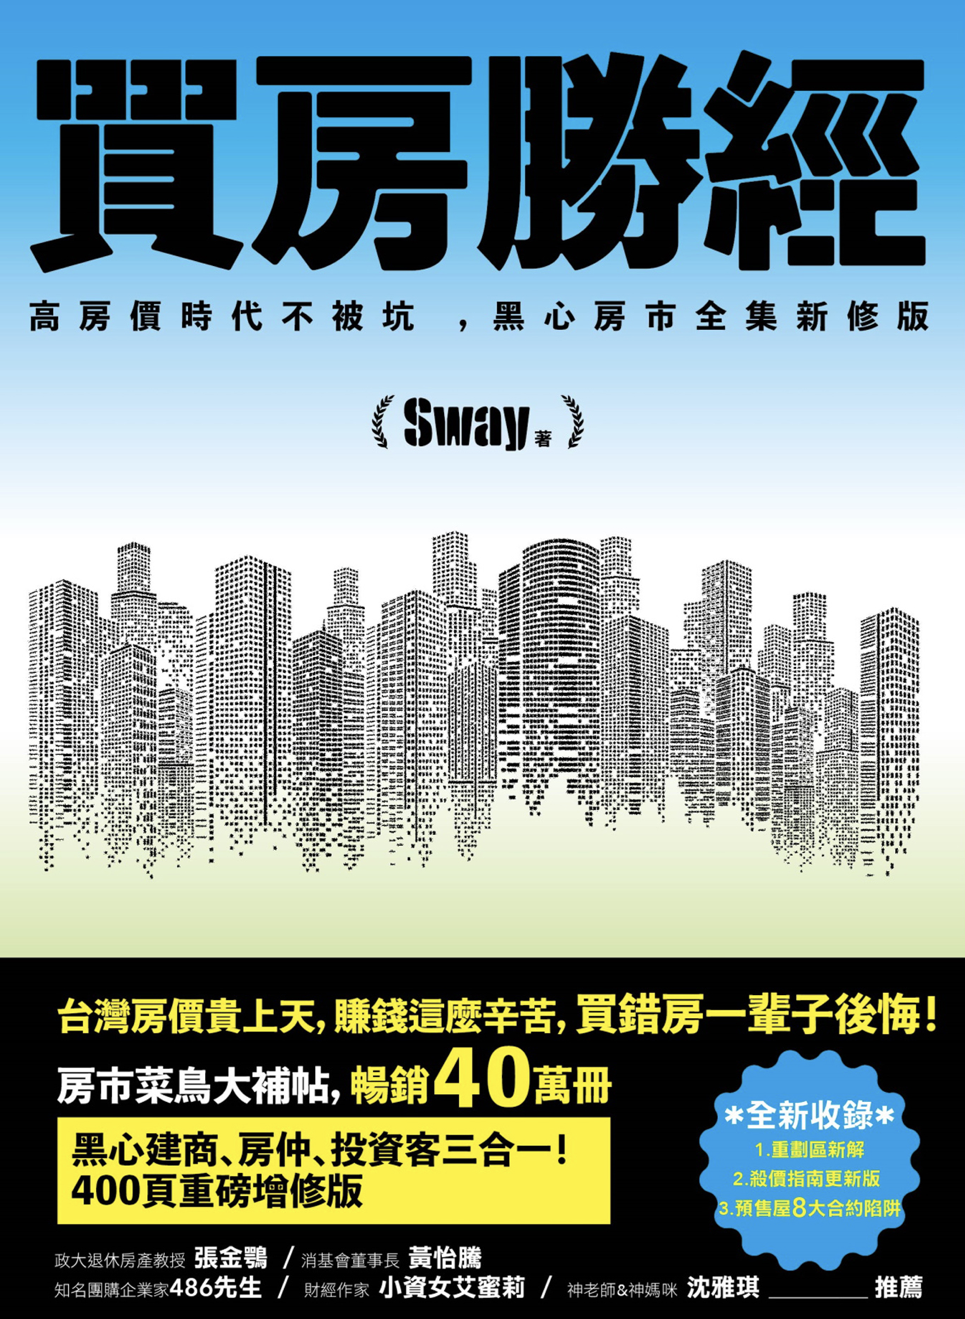 買房勝經
高房價時代不被坑，黑心房市全集新修版
Sway 著
台灣房價貴上天，賺錢這麼辛苦，買錯房一輩子後悔！
房市菜鳥大補帖，暢銷40萬冊
黑心建商、房仲、投資客三合一！
400頁重磅增修版
*全新收錄*
1.重劃區新解
2.殺價指南更新版
3.預售屋8大合約陷阱
政大退休房產教授 張金鶚 / 消基會董事長 黃怡騰
知名團購企業家486先生 / 財經作家 小資女艾蜜莉 / 神老師&神媽咪 沈雅琪 ________ 推薦